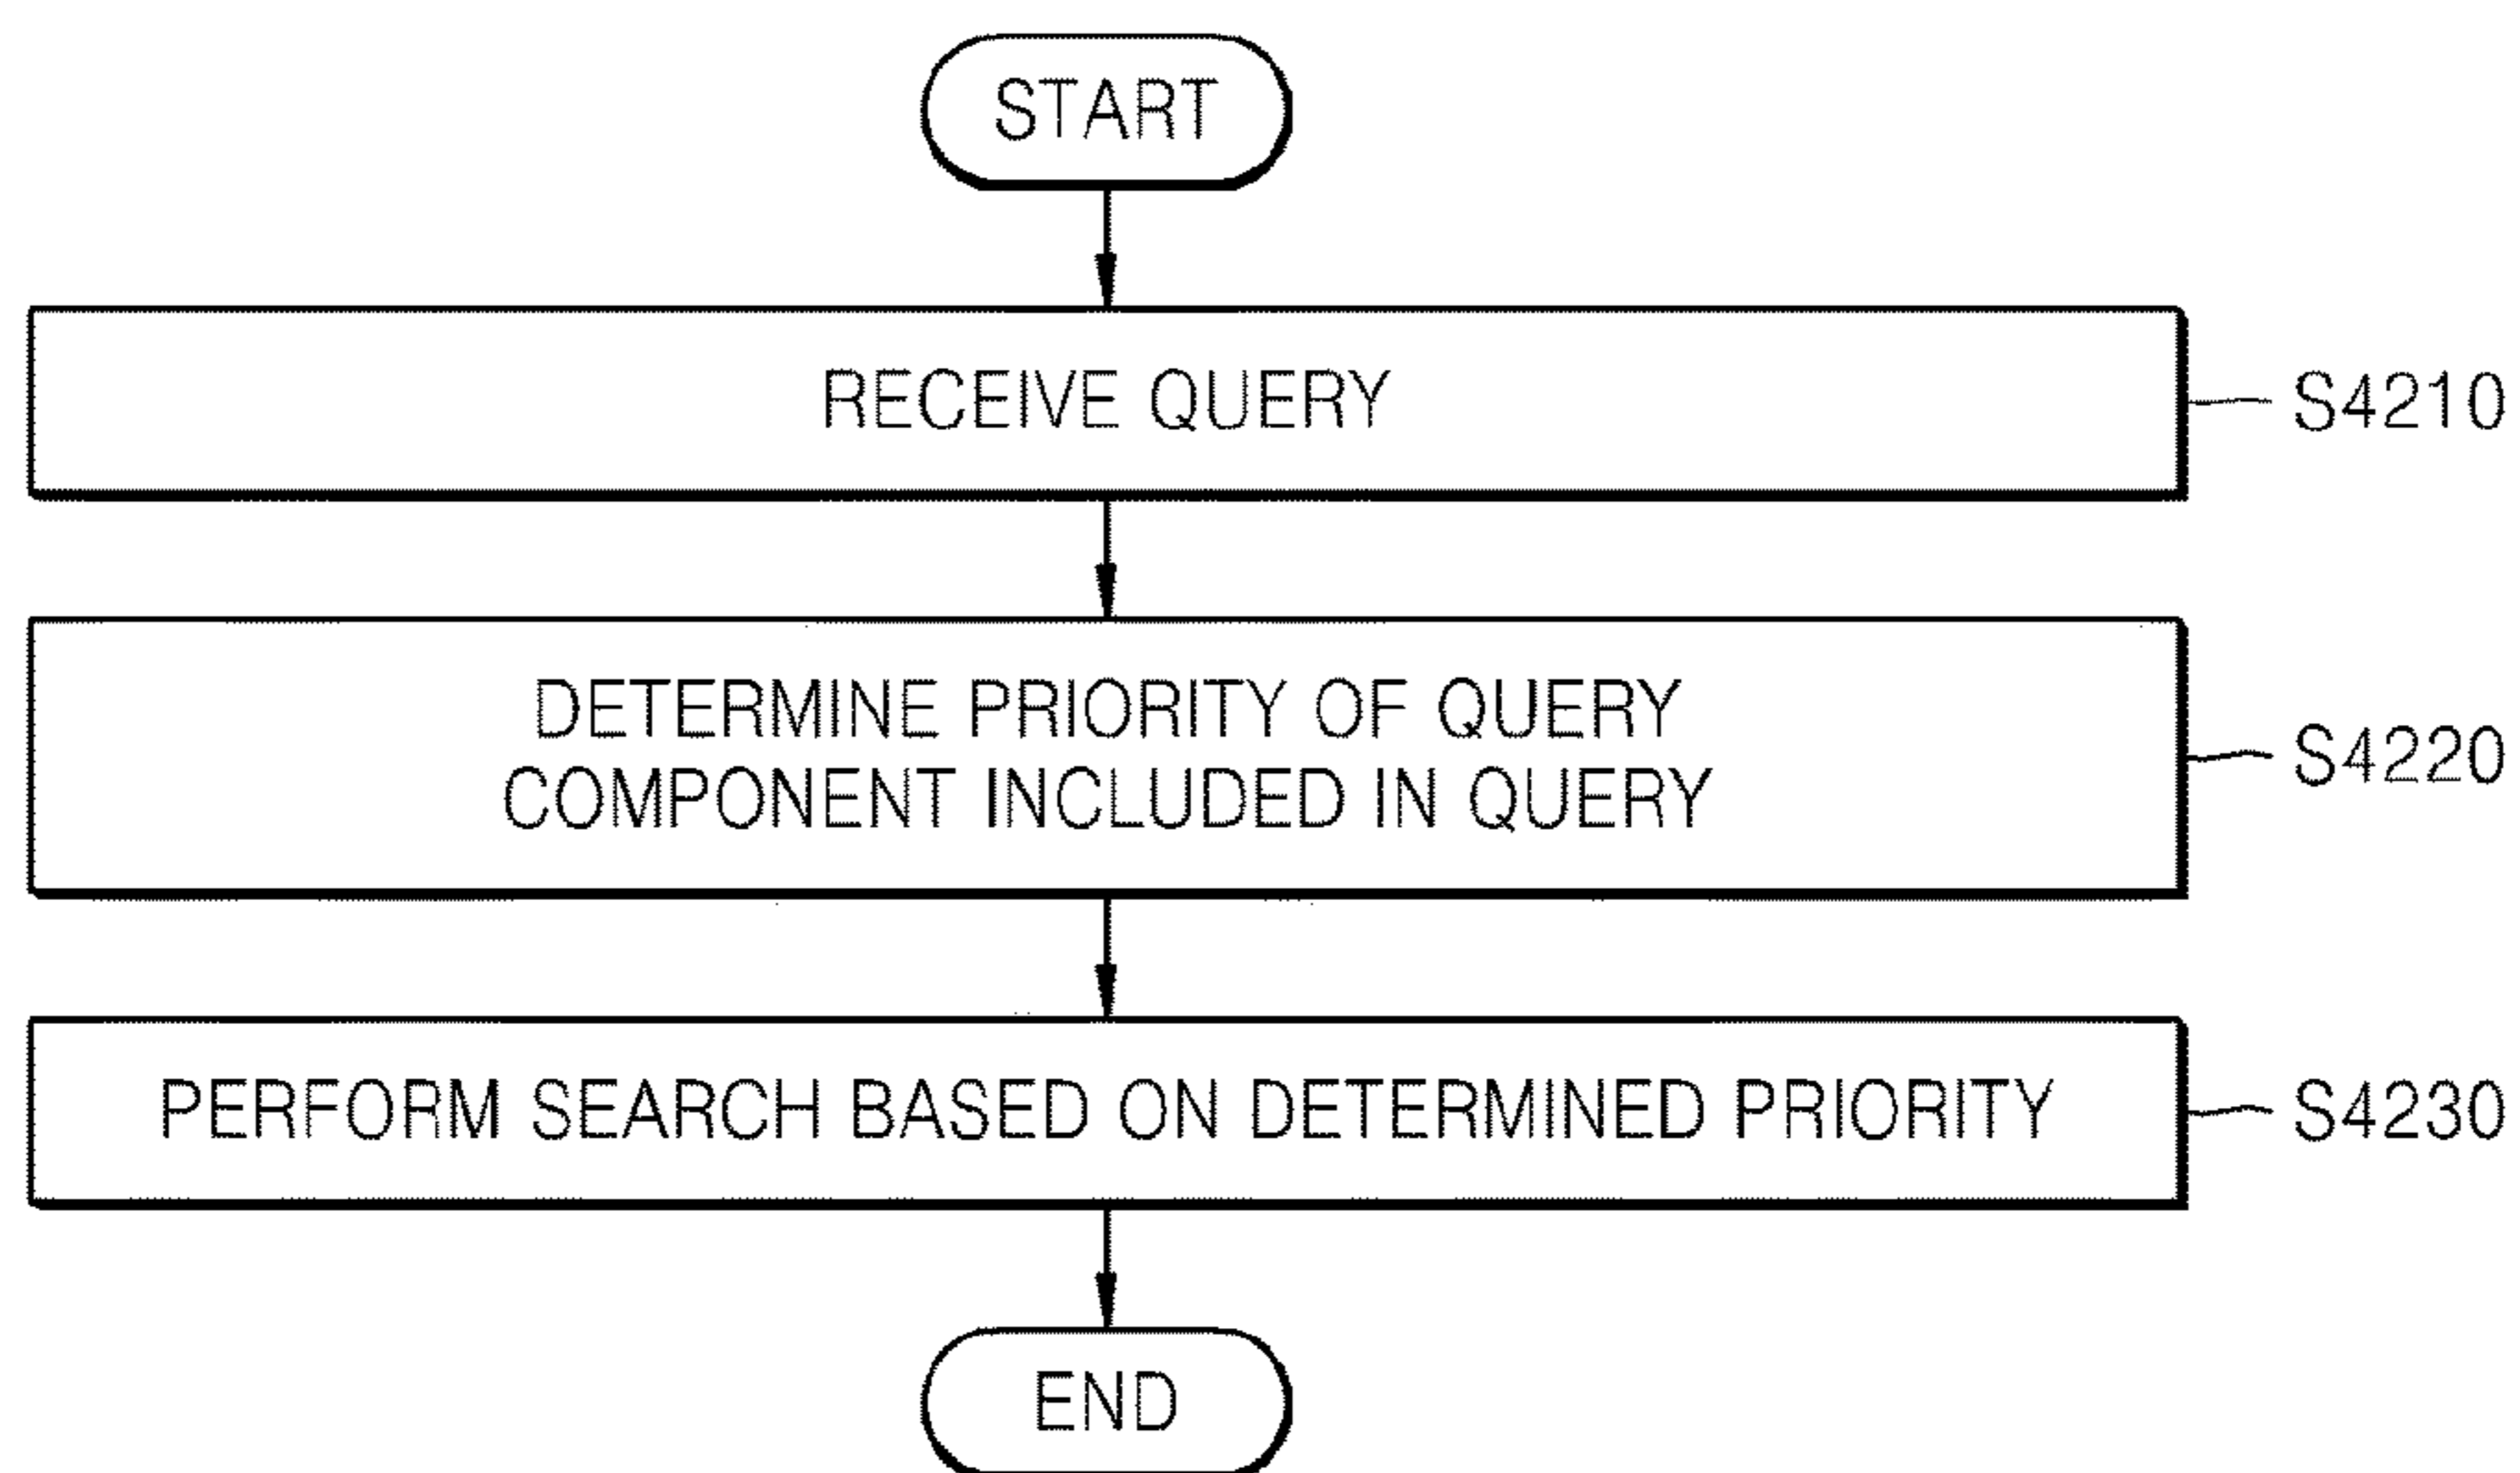 START
RECEIVE QUERY
S4210
DETERMINE PRIORITY OF QUERY
COMPONENT INCLUDED IN QUERY
S4220
PERFORM SEARCH BASED ON DETERMINED PRIORITY
S4230
END